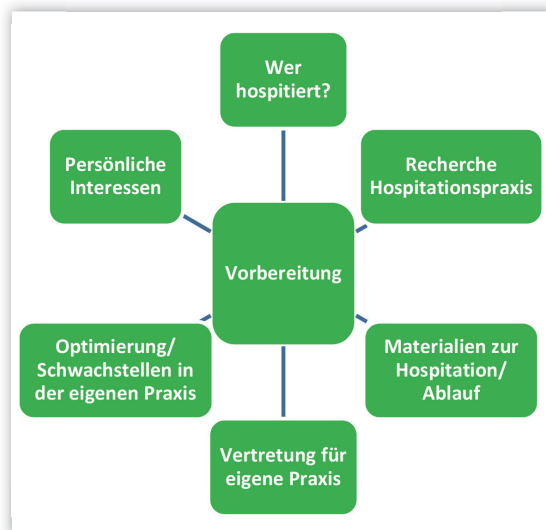 Wer
hospitiert?
Persönliche
Interessen
Recherche
Hospitationspraxis
Vorbereitung
Optimierung/
Schwachstellen in
der eigenen Praxis
Materialien zur
Hospitation/
Ablauf
Vertretung für
eigene Praxis